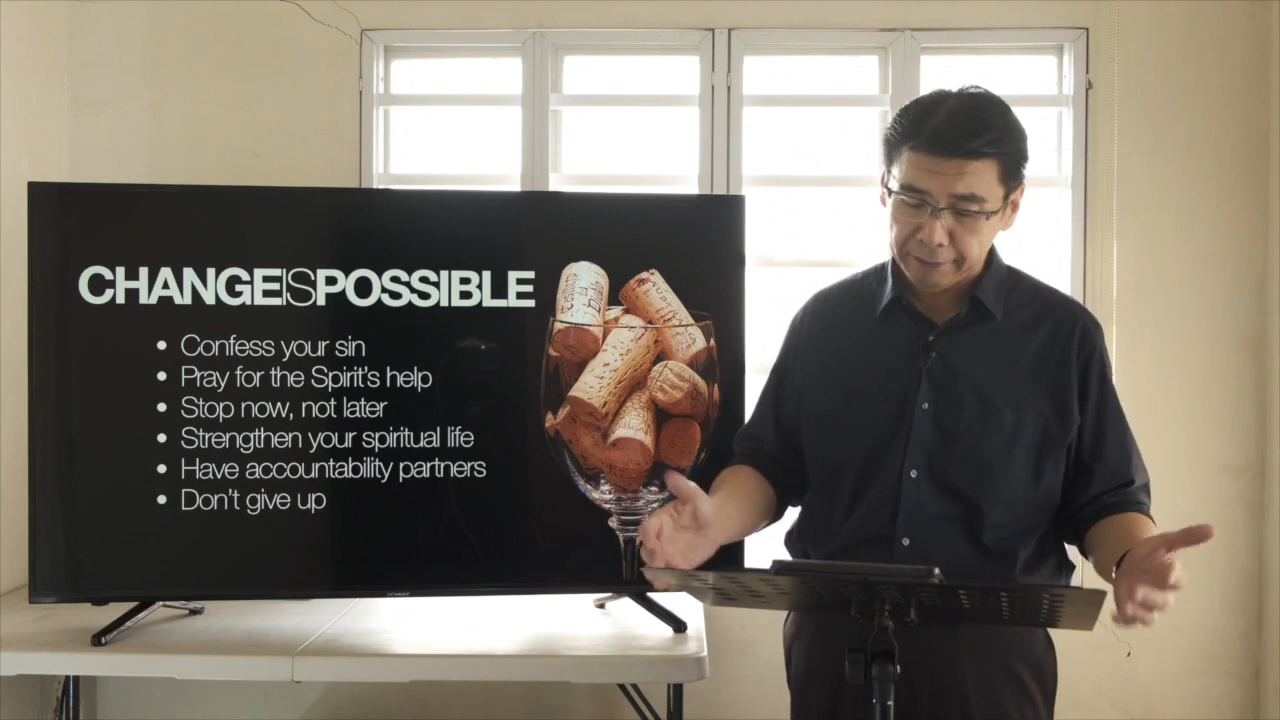 CHANGEISPOSSIBLE
• Confess your sin
• Pray for the Spirit's help
• Stop now, not later
• Strengthen your spiritual life
• Have accountability partners
• Don't give up